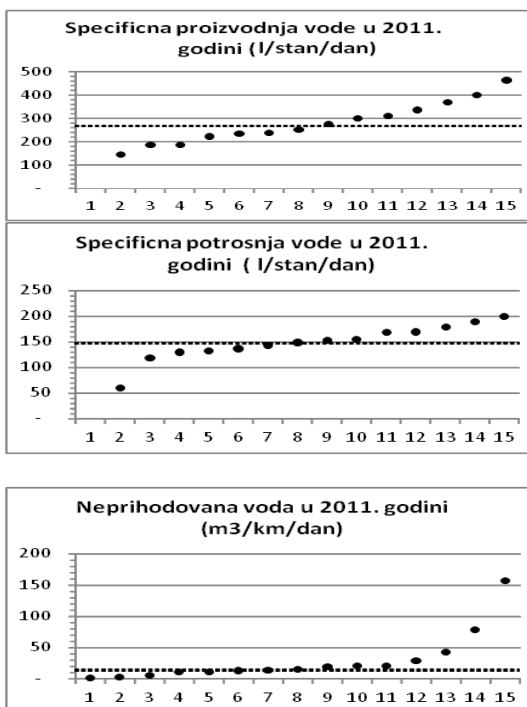 Specificna proizvodnja vode u 2011.
godini (l/stan/dan)
500
400
300
200
100
-
1 2 3 4 5 6 7 8 9 10 11 12 13 14 15
Specificna potrosnja vode u 2011.
godini ( l/stan/dan)
250
200
150
100
50
-
1 2 3 4 5 6 7 8 9 10 11 12 13 14 15
Neprihodovana voda u 2011. godini
(m3/km/dan)
200
150
100
50
-
1 2 3 4 5 6 7 8 9 10 11 12 13 14 15